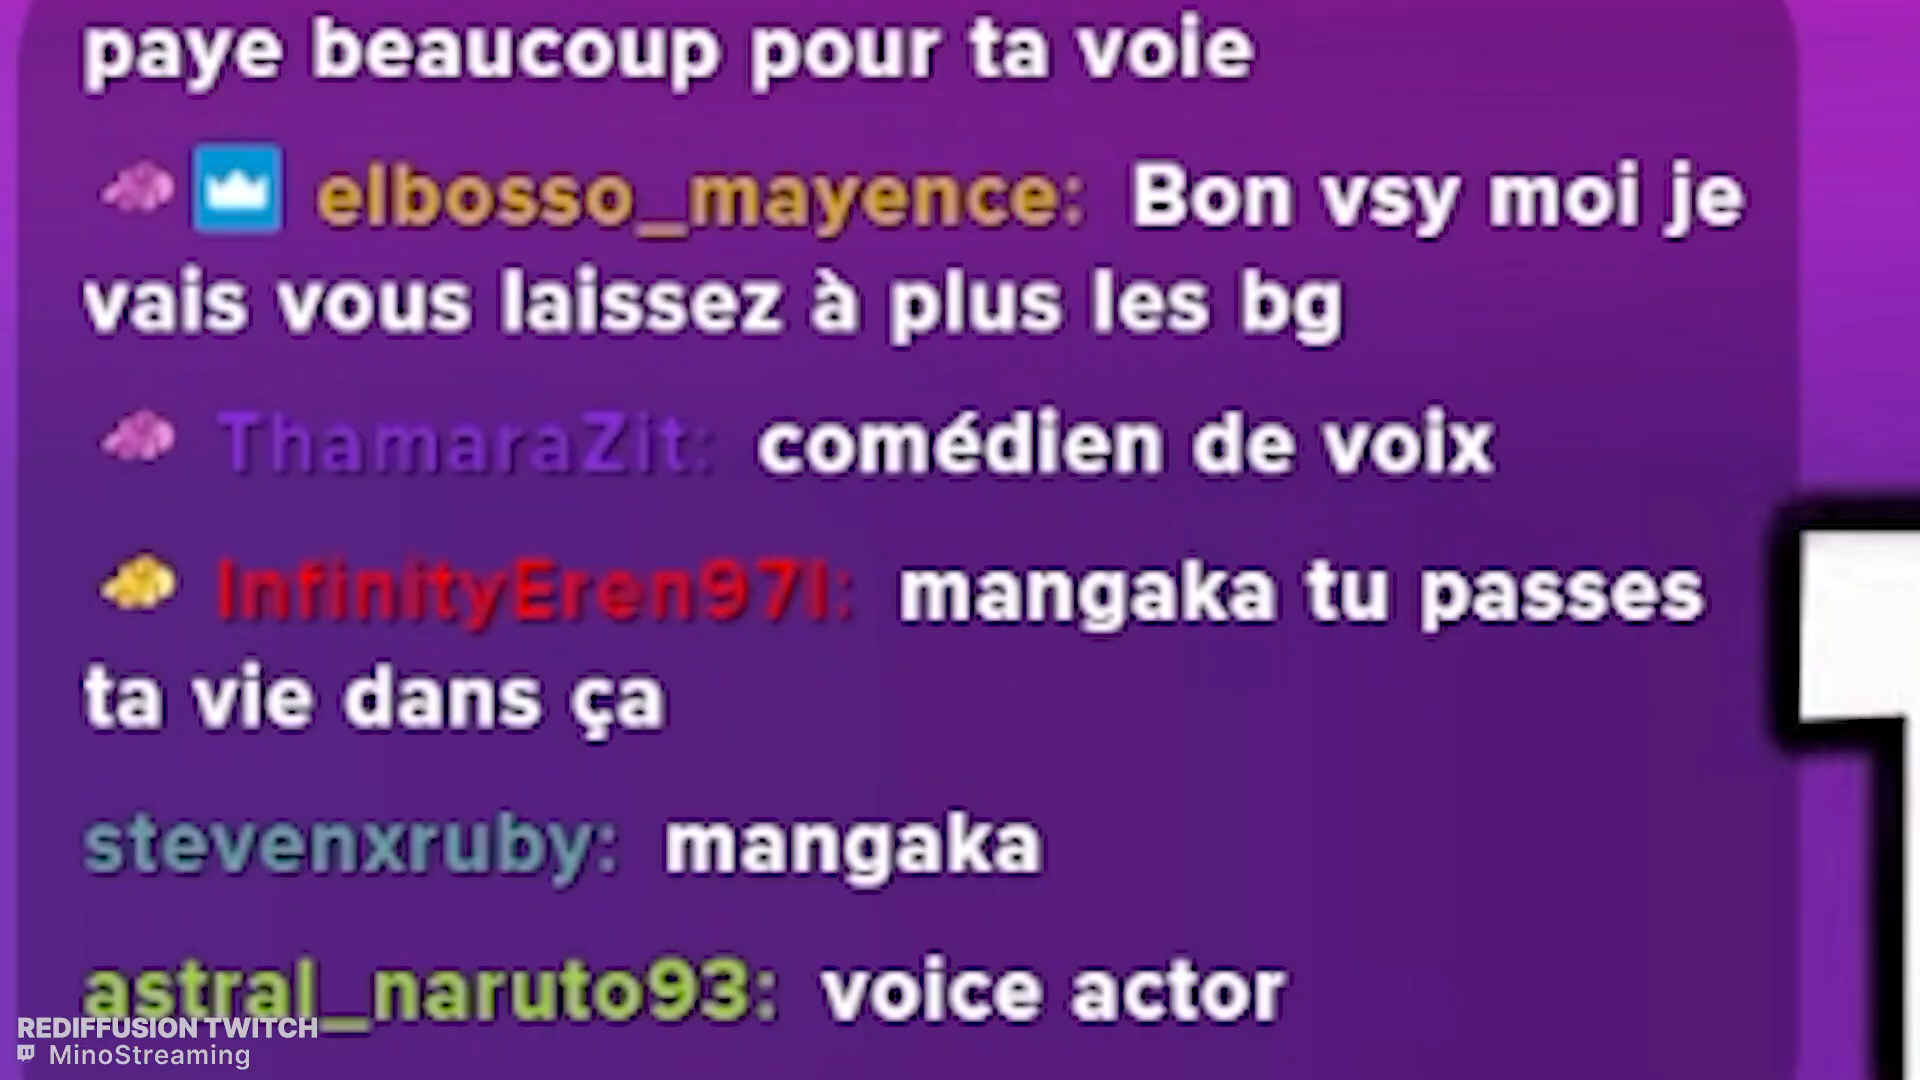 paye beaucoup pour ta voie
elbosso_mayence: Bon vsy moi je
vais vous laissez à plus les bg
ThamaraZit: comédien de voix
InfinityEren97I: mangaka tu passes
ta vie dans ça
stevenxruby: mangaka
astral_naruto93: voice actor
REDIFFUSION TWITCH
MinoStreaming